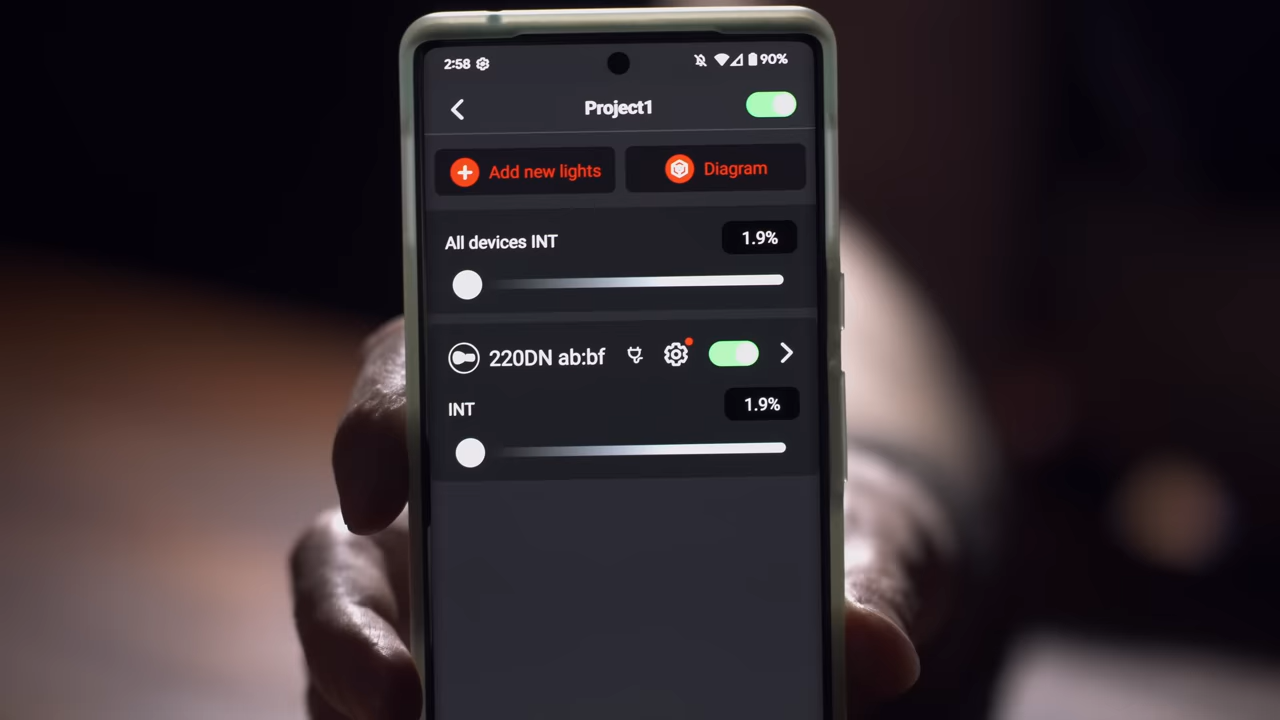 2:58 90%
Project1
Add new lights Diagram
All devices INT 1.9%
220DN ab:bf
INT 1.9%